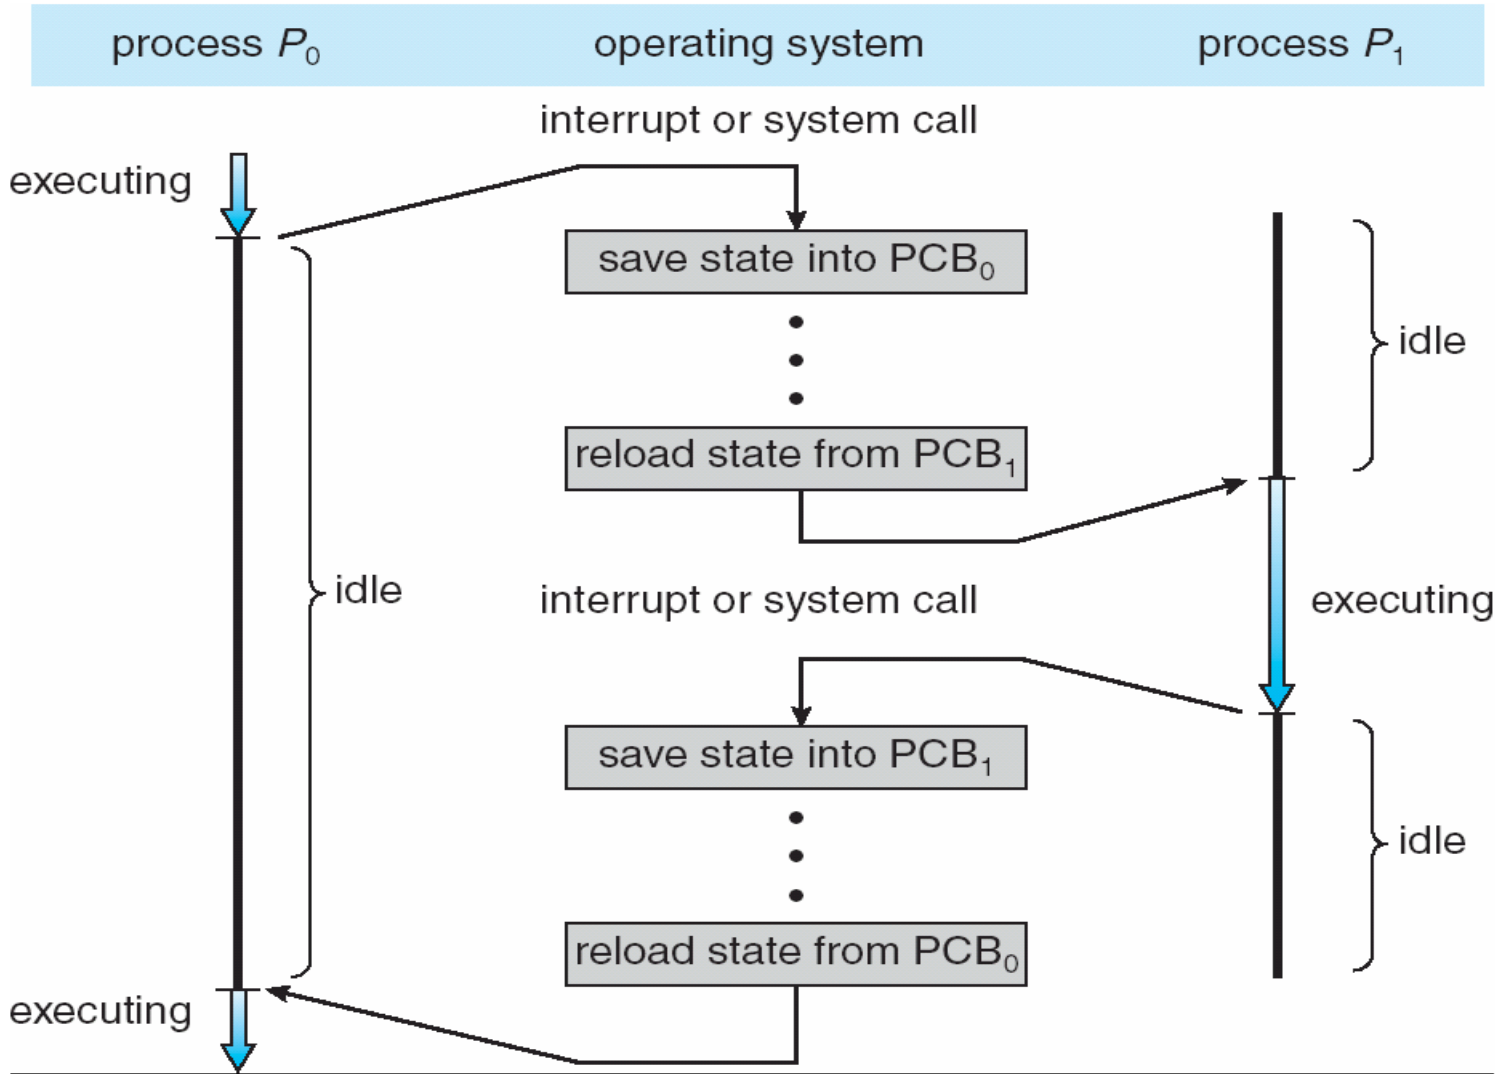 process P₀ operating system process P₁
interrupt or system call
executing
save state into PCB₀
idle
reload state from PCB₁
idle
interrupt or system call
executing
save state into PCB₁
idle
reload state from PCB₀
executing